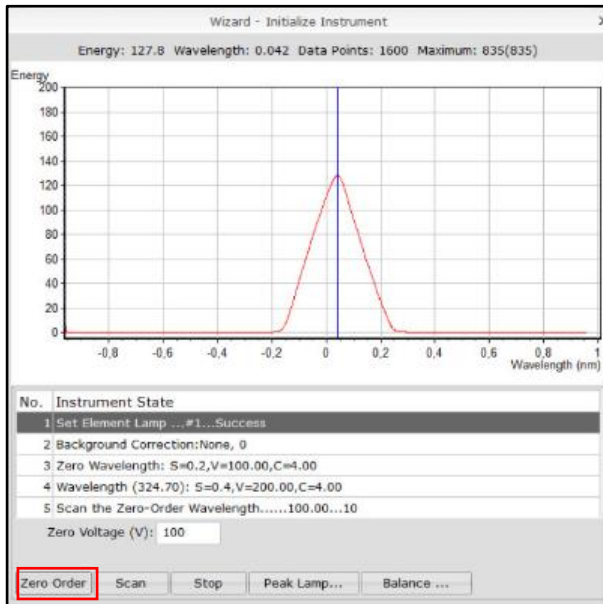 Wizard - Initialize Instrument
Energy: 127.8 Wavelength: 0.042 Data Points: 1600 Maximum: 835(835)
Energy
200
180
160
140
120
100
80
60
40
20
0
-0,8 -0,6 -0,4 -0,2 0 0,2 0,4 0,6 0,8 1
Wavelength (nm)
No. Instrument State
1 Set Element Lamp ...#1...Success
2 Background Correction:None, 0
3 Zero Wavelength: S=0.2,V=100.00,C=4.00
4 Wavelength (324.70): S=0.4,V=200.00,C=4.00
5 Scan the Zero-Order Wavelength......100.00...10
Zero Voltage (V): 100
Zero Order Scan Stop Peak Lamp... Balance ...